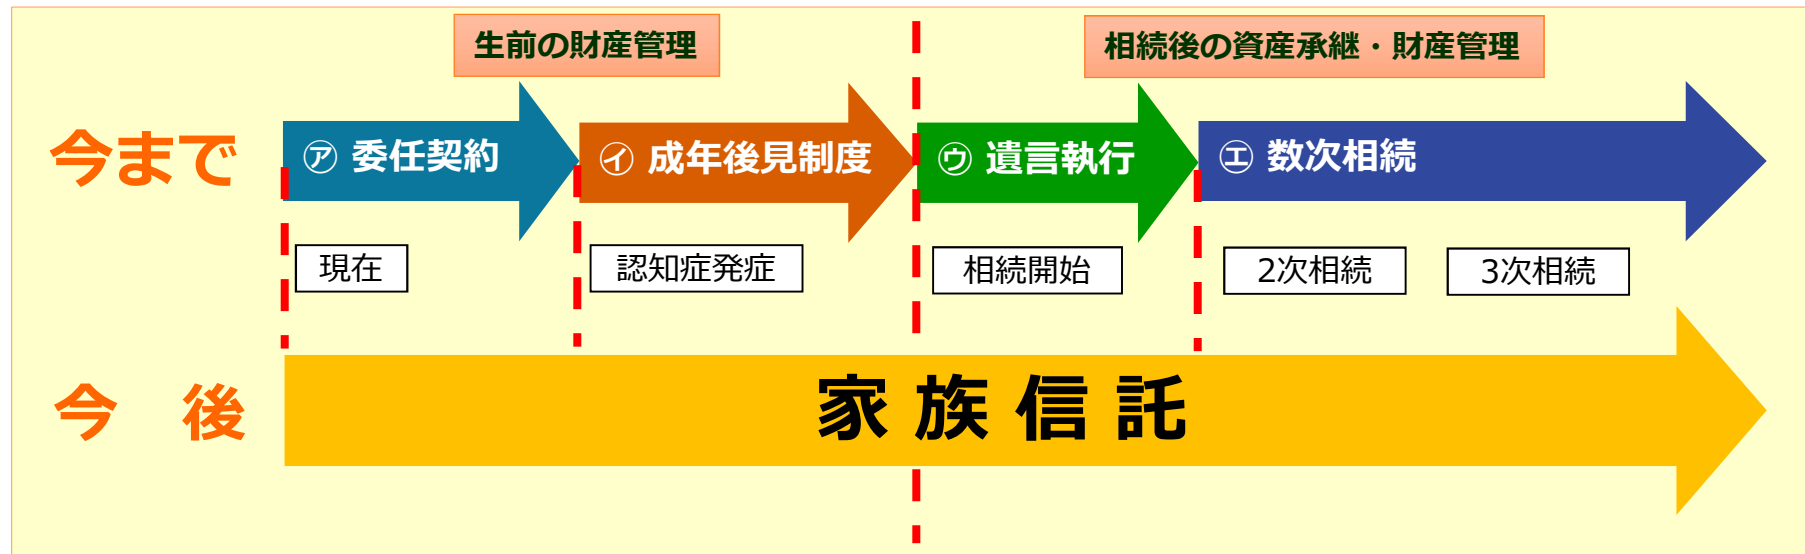 生前の財産管理
相続後の資産承継・財産管理
今まで
㋐ 委任契約
㋑ 成年後見制度
㋒ 遺言執行
㋓ 数次相続
現在
認知症発症
相続開始
2次相続
3次相続
今 後
家族信託